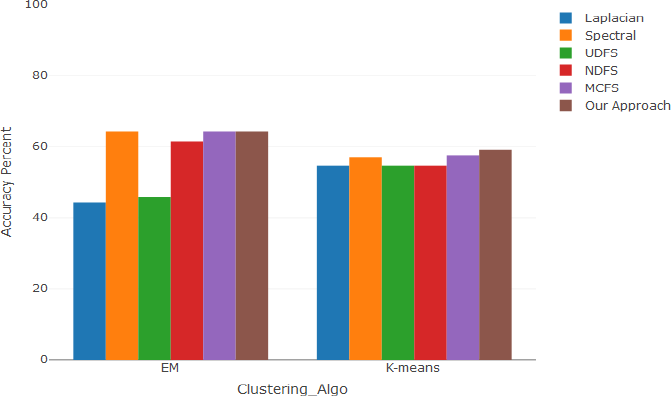 100
80
60
40
20
0
Accuracy Percent
EM
K-means
Clustering_Algo
Laplacian
Spectral
UDFS
NDFS
MCFS
Our Approach